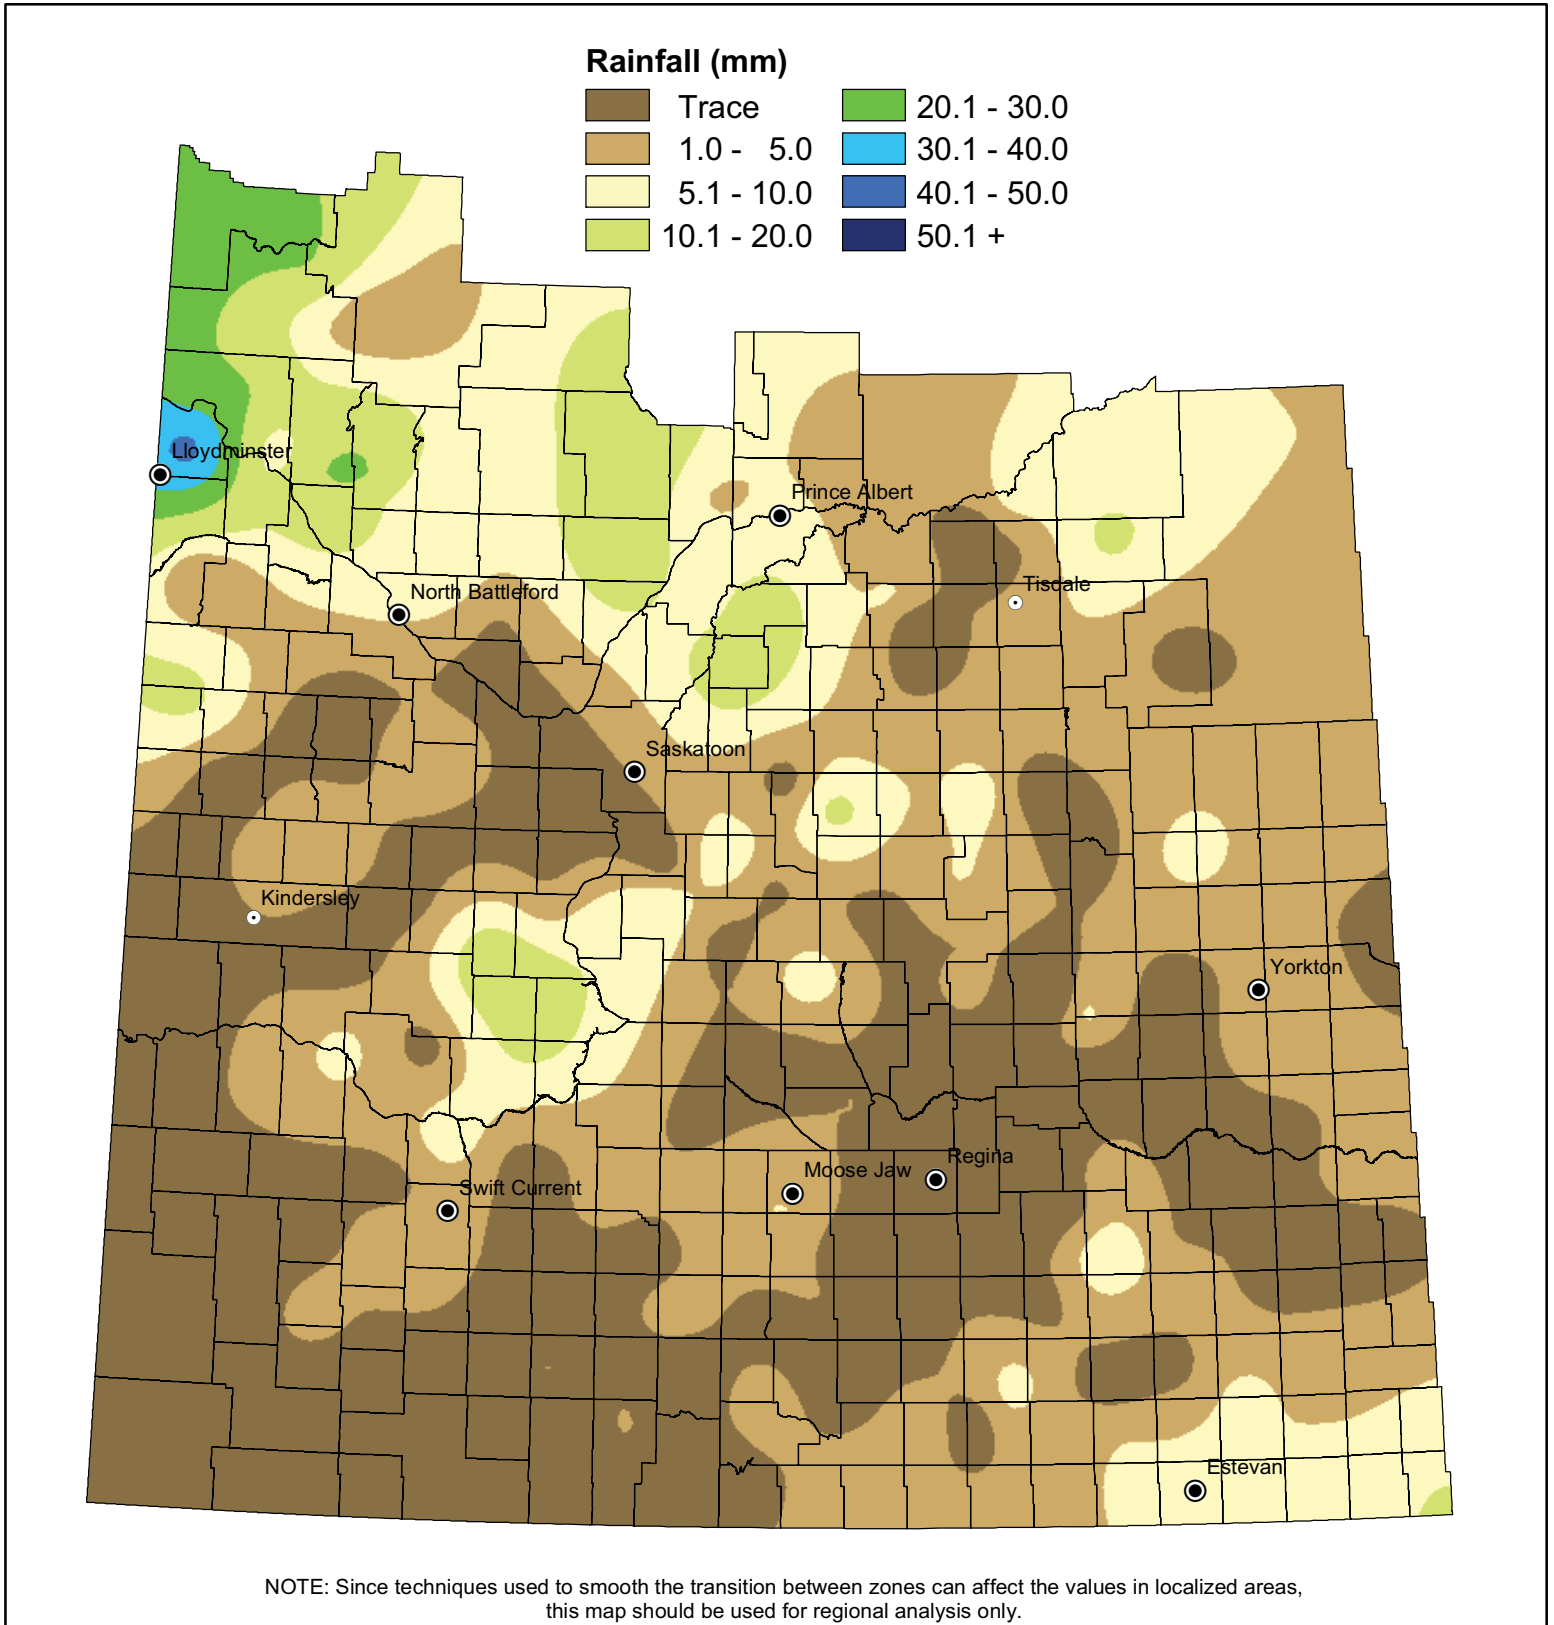 Rainfall (mm)
Trace
1.0 - 5.0
5.1 - 10.0
10.1 - 20.0
20.1 - 30.0
30.1 - 40.0
40.1 - 50.0
50.1 +
Lloydminster
Prince Albert
North Battleford
Tisdale
Saskatoon
Kindersley
Yorkton
Regina
Moose Jaw
Swift Current
Estevan
NOTE: Since techniques used to smooth the transition between zones can affect the values in localized areas,
this map should be used for regional analysis only.